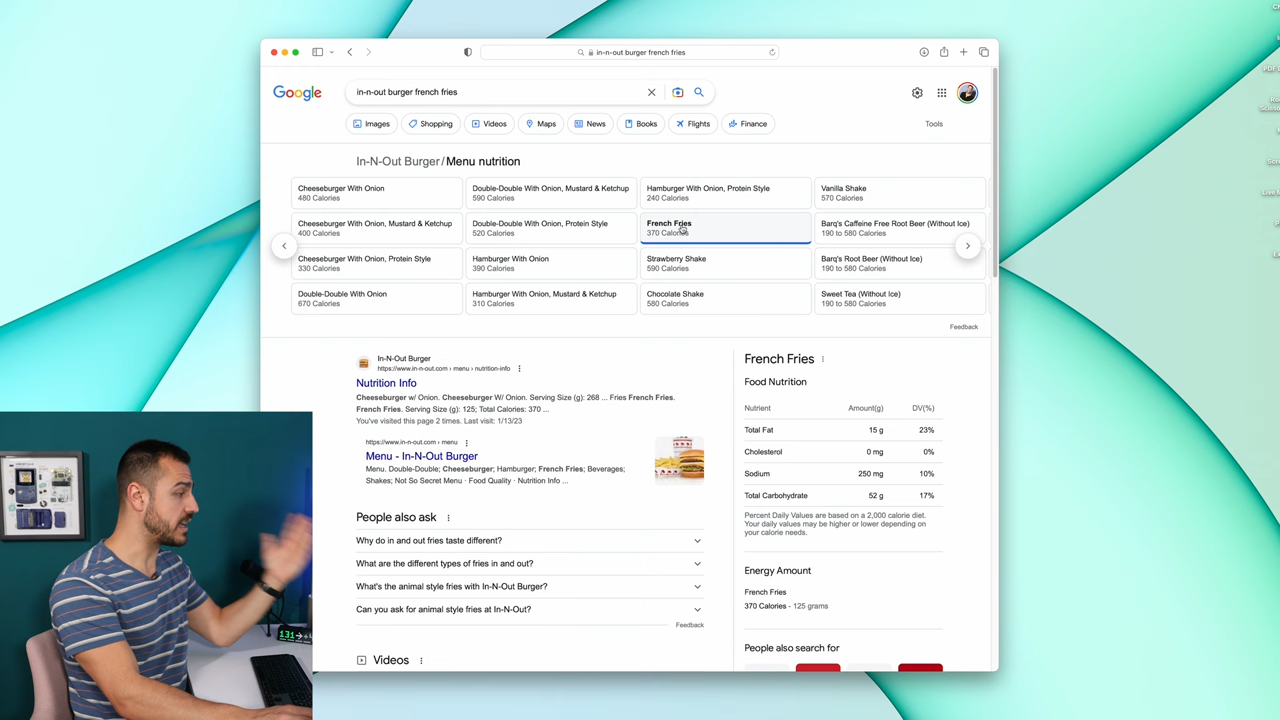 in-n-out burger french fries
Google
in-n-out burger french fries
Images
Shopping
Videos
Maps
News
Books
Flights
Finance
Tools
In-N-Out Burger/Menu nutrition
Cheeseburger With Onion
480 Calories
Double-Double With Onion, Mustard & Ketchup
590 Calories
Hamburger With Onion, Protein Style
240 Calories
Vanilla Shake
570 Calories
Cheeseburger With Onion, Mustard & Ketchup
400 Calories
Double-Double With Onion, Protein Style
520 Calories
French Fries
370 Calories
Barq's Caffeine Free Root Beer (Without Ice)
190 to 580 Calories
Cheeseburger With Onion, Protein Style
330 Calories
Hamburger With Onion
390 Calories
Strawberry Shake
590 Calories
Barq's Root Beer (Without Ice)
190 to 580 Calories
Double-Double With Onion
670 Calories
Hamburger With Onion, Mustard & Ketchup
310 Calories
Chocolate Shake
580 Calories
Sweet Tea (Without Ice)
190 to 580 Calories
Feedback
In-N-Out Burger
https://www.in-n-out.com › menu › nutrition-info
Nutrition Info
Cheeseburger w/ Onion. Cheeseburger W/ Onion. Serving Size (g): 268 ... Fries French Fries.
French Fries. Serving Size (g): 125; Total Calories: 370 ...
You've visited this page 2 times. Last visit: 1/13/23
https://www.in-n-out.com › menu
Menu - In-N-Out Burger
Menu. Double-Double; Cheeseburger; Hamburger; French Fries; Beverages;
Shakes; Not So Secret Menu · Food Quality · Nutrition Info ...
People also ask
Why do in and out fries taste different?
What are the different types of fries in and out?
What's the animal style fries with In-N-Out Burger?
Can you ask for animal style fries at In-N-Out?
Feedback
Videos
French Fries
Food Nutrition
Nutrient Amount(g) DV(%)
Total Fat 15 g 23%
Cholesterol 0 mg 0%
Sodium 250 mg 10%
Total Carbohydrate 52 g 17%
Percent Daily Values are based on a 2,000 calorie diet.
Your daily values may be higher or lower depending on
your calorie needs.
Energy Amount
French Fries
370 Calories - 125 grams
People also search for